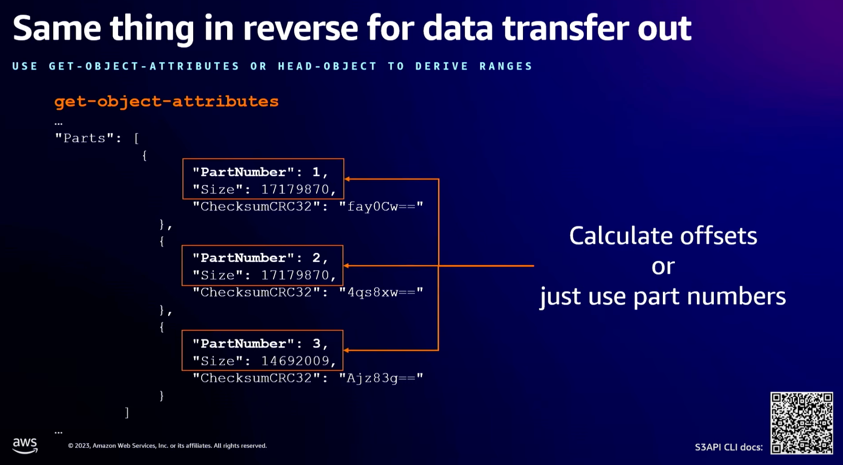 Same thing in reverse for data transfer out
USE GET-OBJECT-ATTRIBUTES OR HEAD-OBJECT TO DERIVE RANGES
get-object-attributes
…
"Parts": [
{
"PartNumber": 1,
"Size": 17179870,
"ChecksumCRC32": "fay0Cw=="
},
{
"PartNumber": 2,
"Size": 17179870,
"ChecksumCRC32": "4qs8xw=="
},
{
"PartNumber": 3,
"Size": 14692009,
"ChecksumCRC32": "Ajz83g=="
}
]
…
Calculate offsets
or
just use part numbers
aws
© 2023, Amazon Web Services, Inc. or its affiliates. All rights reserved.
S3API CLI docs: